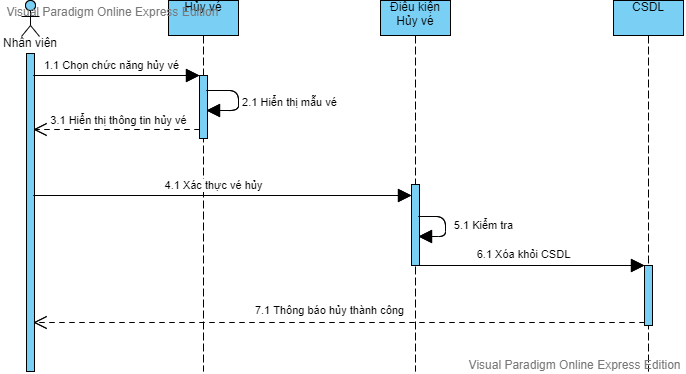 Visual Paradigm Online Express Edition
Hủy vé
Điều kiện
Hủy vé
CSDL
Nhân viên
1.1 Chọn chức năng hủy vé
2.1 Hiển thị mẫu vé
3.1 Hiển thị thông tin hủy vé
4.1 Xác thực vé hủy
5.1 Kiểm tra
6.1 Xóa khỏi CSDL
7.1 Thông báo hủy thành công
Visual Paradigm Online Express Edition